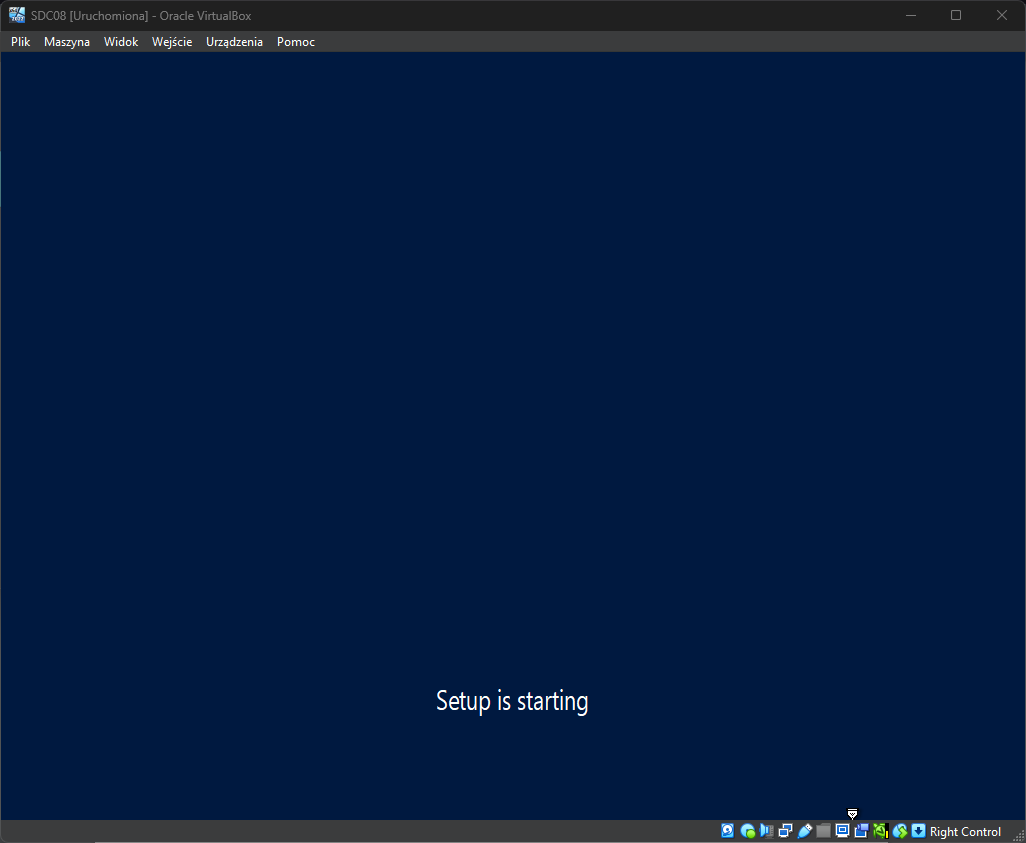 SDC08 [Uruchomiona] - Oracle VirtualBox
Plik Maszyna Widok Wejście Urządzenia Pomoc
Setup is starting
Right Control